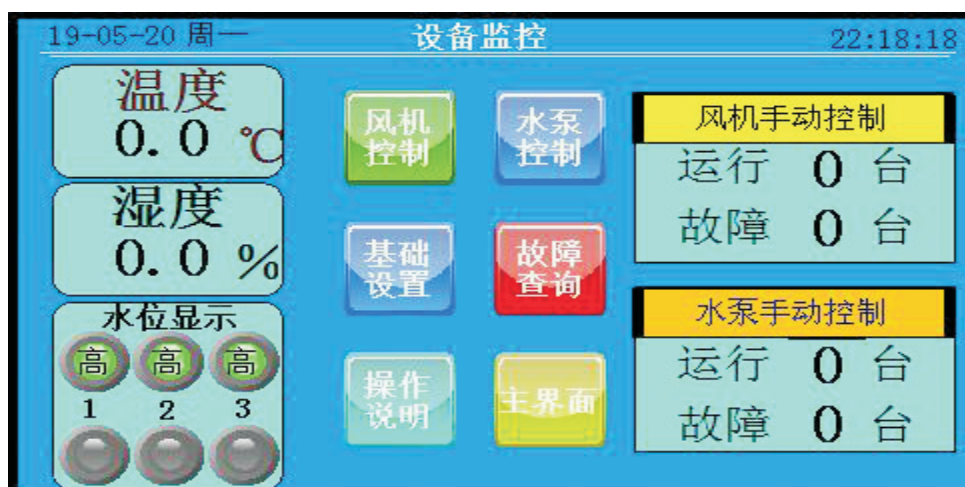 19-05-20 周一
设备监控
22:18:18
温度
0.0 ℃
湿度
0.0 %
水位显示
高 高 高
1 2 3
风机
控制
水泵
控制
基础
设置
故障
查询
操作
说明
主界面
风机手动控制
运行 0 台
故障 0 台
水泵手动控制
运行 0 台
故障 0 台